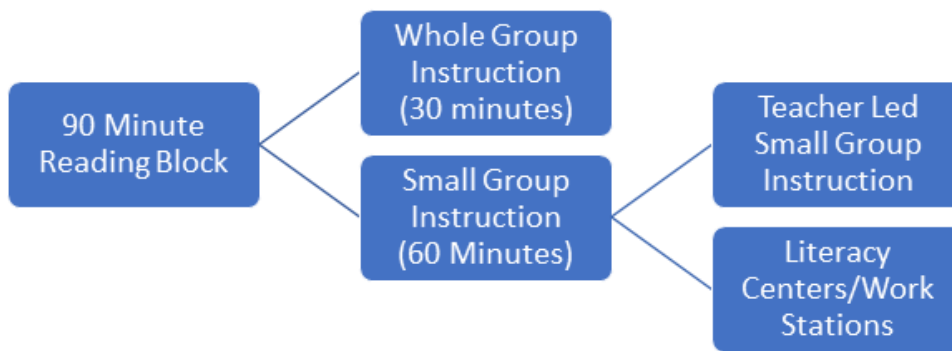 90 Minute
Reading Block
Whole Group
Instruction
(30 minutes)
Small Group
Instruction
(60 Minutes)
Teacher Led
Small Group
Instruction
Literacy
Centers/Work
Stations